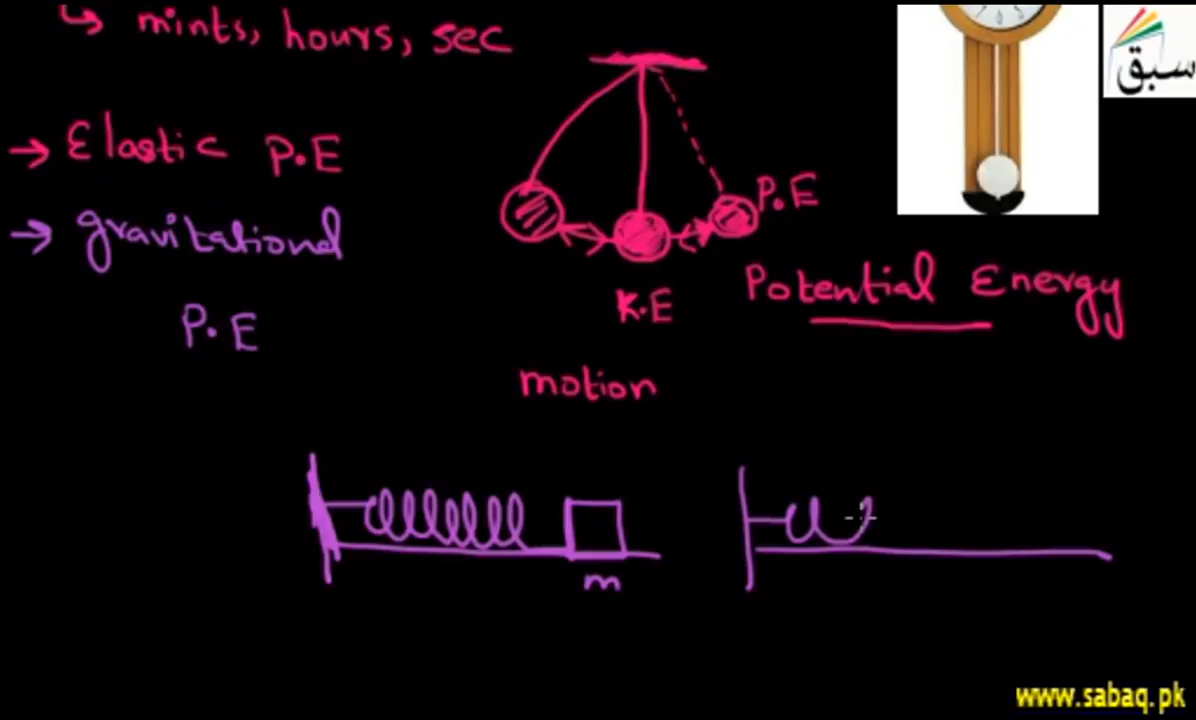 ↳ mints, hours, sec
→ Elastic P.E
→ gravitational
P.E
P.E
K.E
Potential Energy
motion
m
سبق
www.sabaq.pk